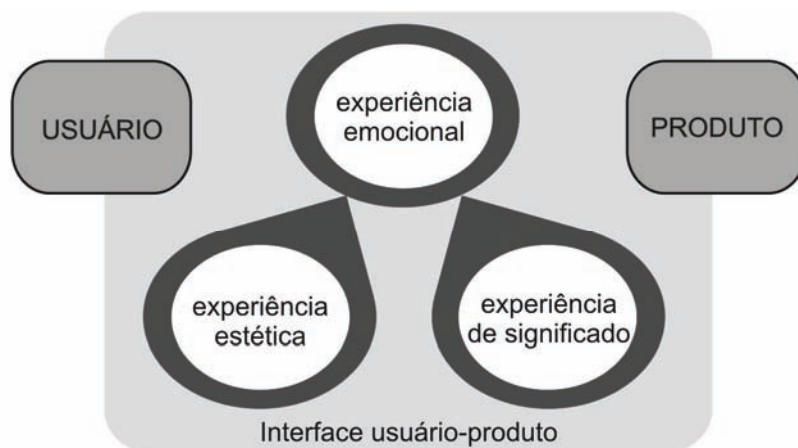 experiência
emocional
USUÁRIO
PRODUTO
experiência
estética
experiência
de significado
Interface usuário-produto